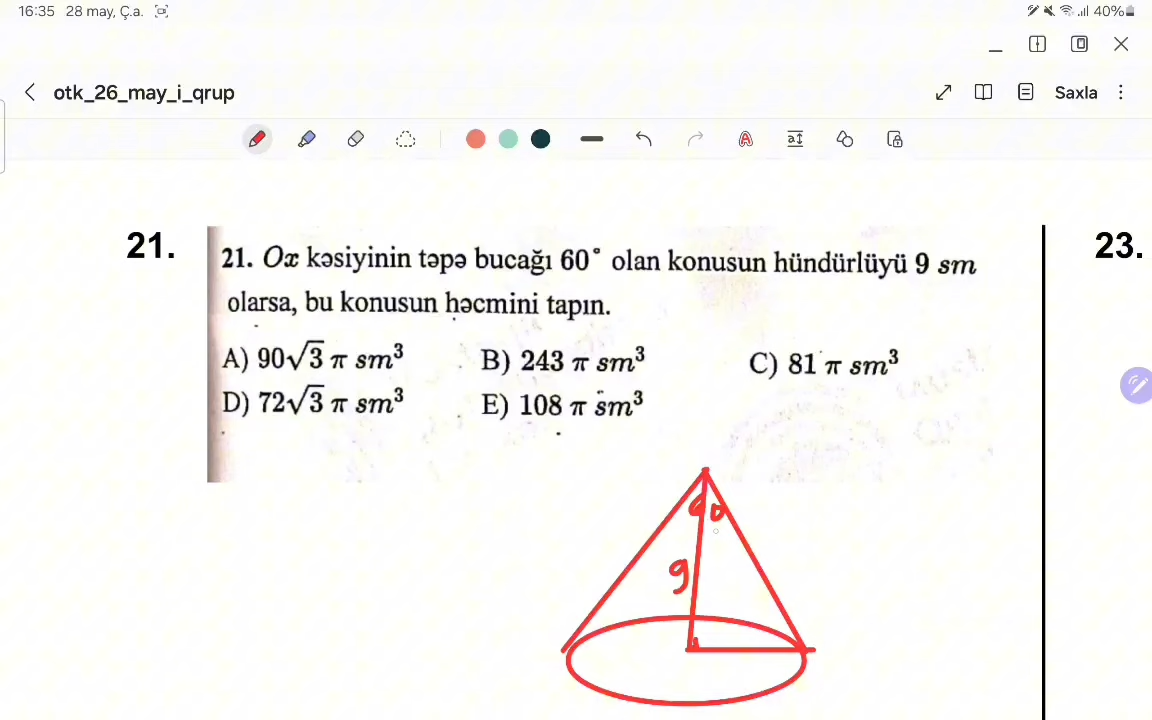 16:35 28 may, Ç.a. 40%
otk_26_may_i_qrup Saxla
21. 23.
21. Ox kəsiyinin təpə bucağı 60° olan konusun hündürlüyü 9 sm
olarsa, bu konusun həcmini tapın.
A) 90√3 π sm³ B) 243 π sm³ C) 81 π sm³
D) 72√3 π sm³ E) 108 π sm³
60
9